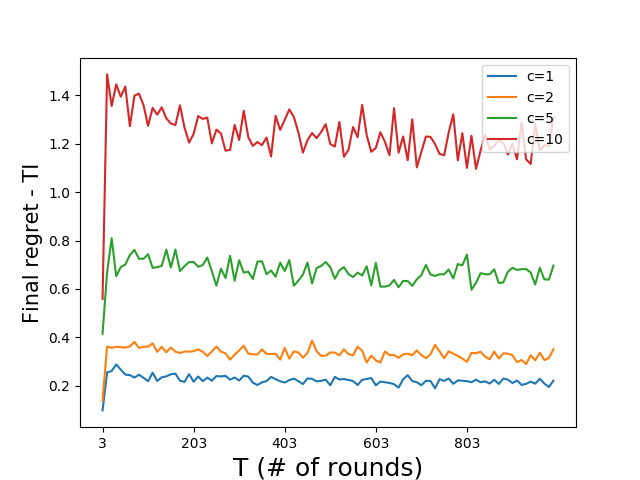 c=1
c=2
c=5
c=10
1.4
1.2
1.0
0.8
0.6
0.4
0.2
Final regret - Tl
3 203 403 603 803
T (# of rounds)